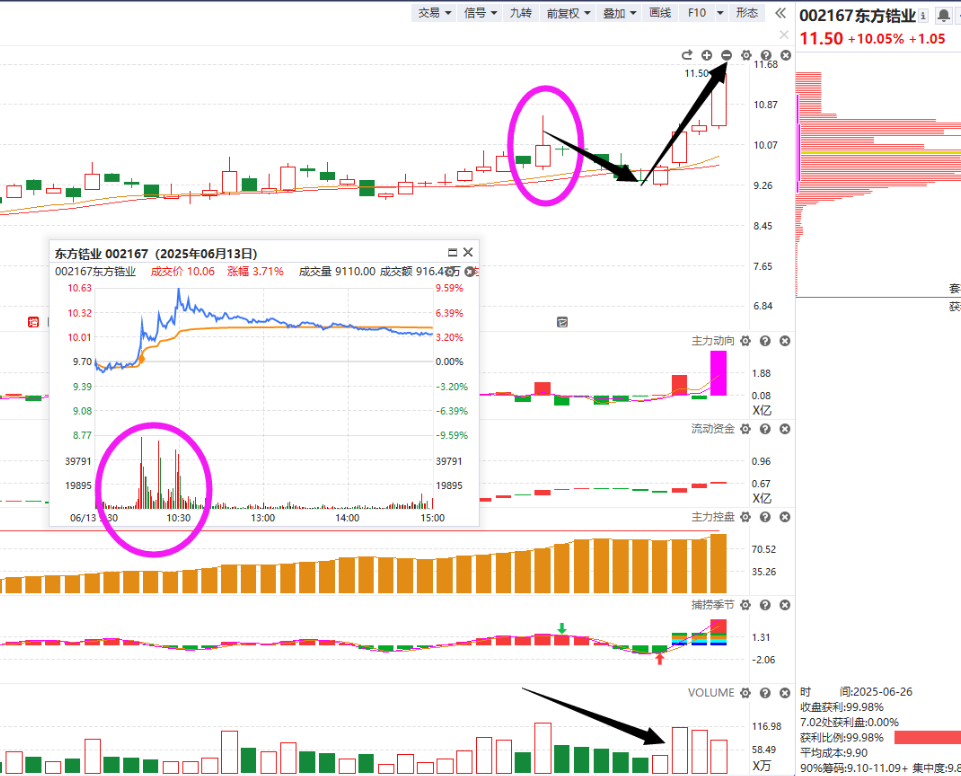 交易 信号 九转 前复权 叠加 画线 F10 形态
002167东方锆业
11.50 +10.05% +1.05
11.68
11.50
10.87
10.07
9.26
8.45
7.65
6.84
东方锆业 002167（2025年06月13日）
002167东方锆业 成交价 10.06 涨幅 3.71% 成交量 9110.00 成交额 916.47万
10.63 9.59%
10.32 6.39%
10.01 3.20%
9.70 0.00%
9.39 -3.20%
9.08 -6.39%
8.77 -9.59%
39791 39791
19895 19895
06/13 9:30 10:30 13:00 14:00 15:00
套
获
主力动向
1.88
0.08
X亿
流动资金
0.96
0.67
X亿
主力控盘
70.52
35.26
捕捞季节
1.31
-2.06
VOLUME
116.98
58.49
X万
时 间:2025-06-26
收盘获利:99.98%
7.02处获利盘:0.00%
获利比例:99.98%
平均成本:9.90
90%筹码:9.10-11.09+ 集中度:9.8